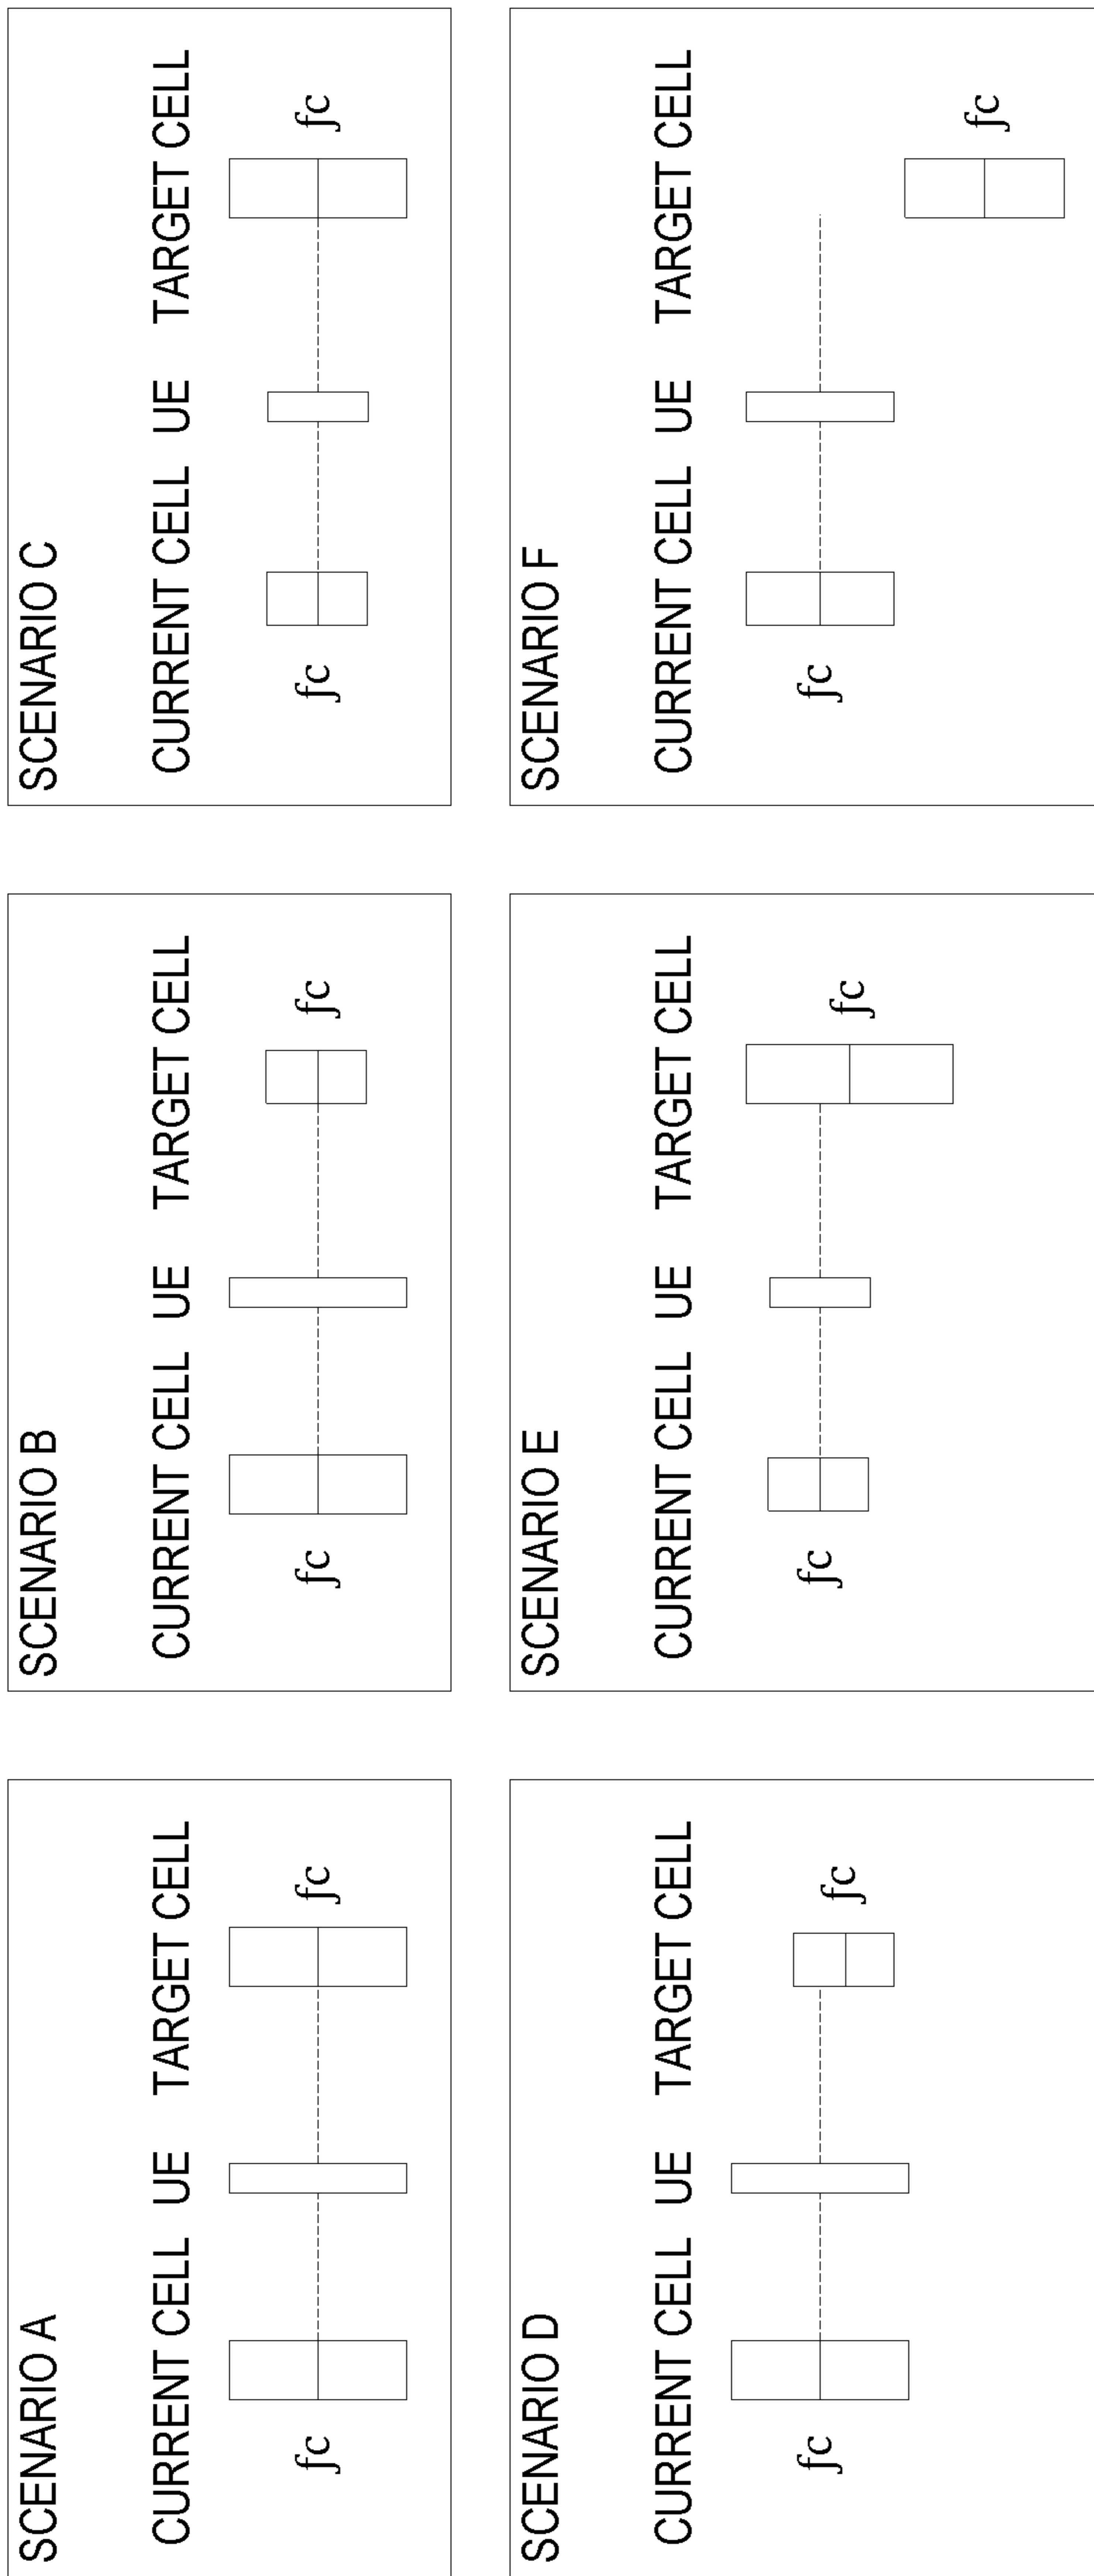 SCENARIO A
CURRENT CELL UE TARGET CELL
fc fc
SCENARIO B
CURRENT CELL UE TARGET CELL
fc fc
SCENARIO C
CURRENT CELL UE TARGET CELL
fc fc
SCENARIO D
CURRENT CELL UE TARGET CELL
fc fc
SCENARIO E
CURRENT CELL UE TARGET CELL
fc fc
SCENARIO F
CURRENT CELL UE TARGET CELL
fc
fc